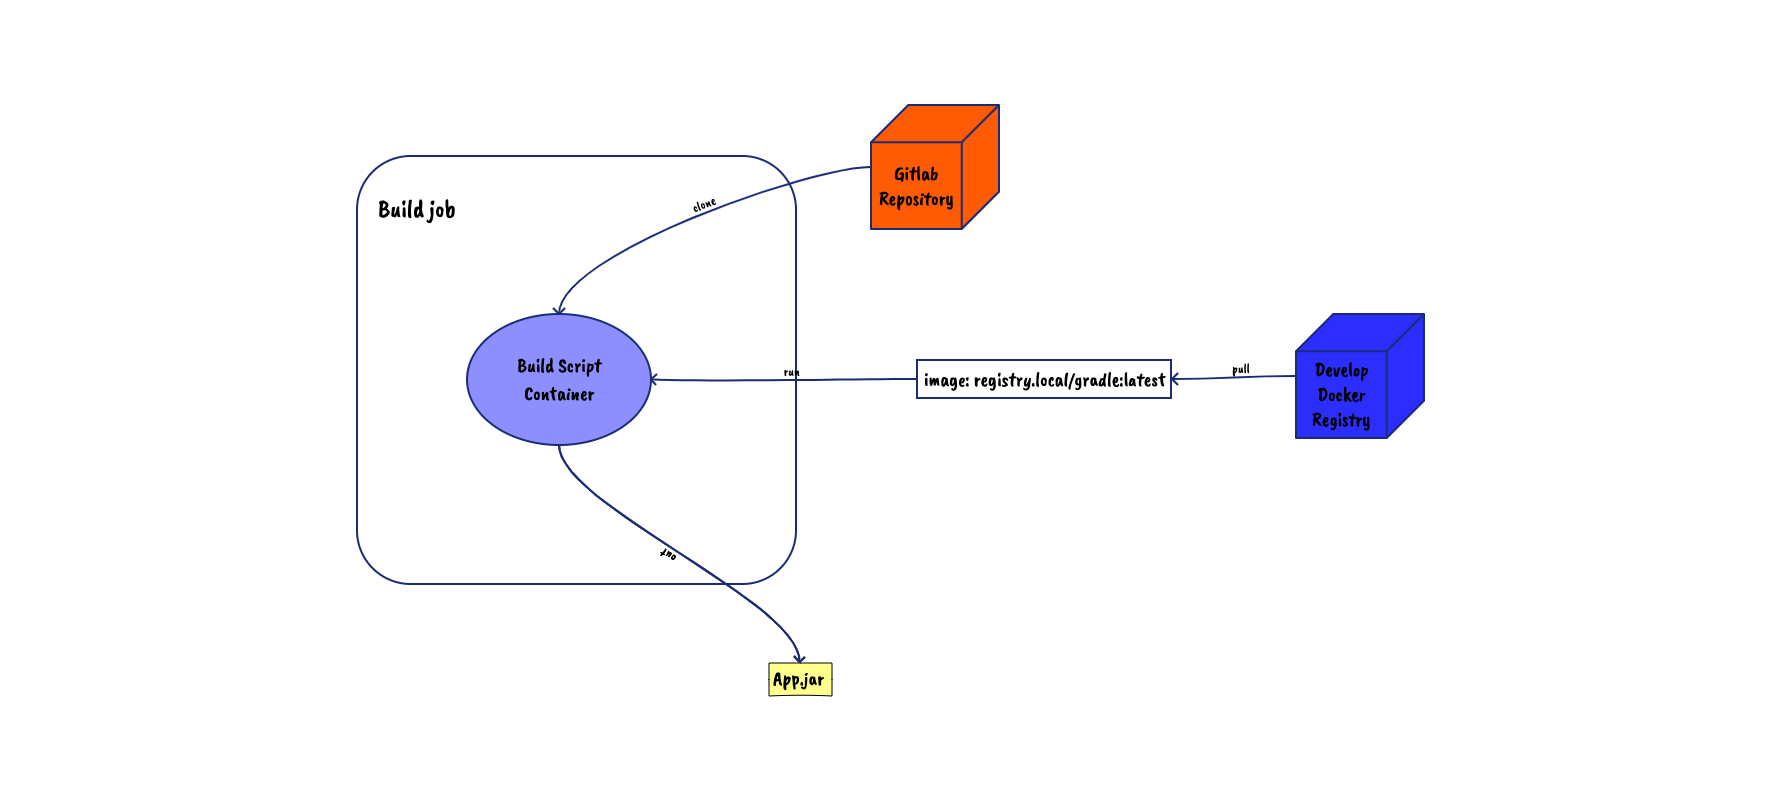 Gitlab
Repository
Build job
clone
Build Script
Container
run
image: registry.local/gradle:latest
pull
Develop
Docker
Registry
out
App.jar